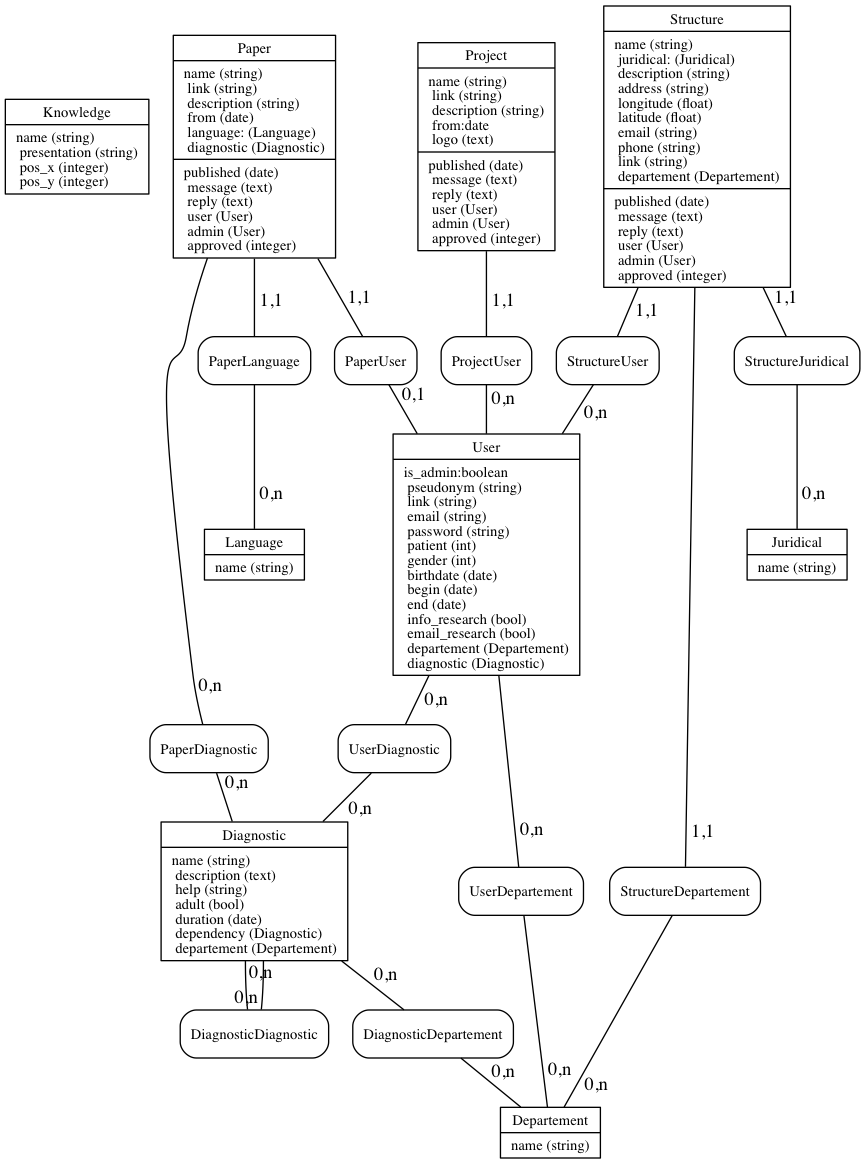 Structure
name (string)
juridical: (Juridical)
description (string)
address (string)
longitude (float)
latitude (float)
email (string)
phone (string)
link (string)
departement (Departement)
published (date)
message (text)
reply (text)
user (User)
admin (User)
approved (integer)
Paper
name (string)
link (string)
description (string)
from (date)
language: (Language)
diagnostic (Diagnostic)
published (date)
message (text)
reply (text)
user (User)
admin (User)
approved (integer)
Project
name (string)
link (string)
description (string)
from:date
logo (text)
published (date)
message (text)
reply (text)
user (User)
admin (User)
approved (integer)
Knowledge
name (string)
presentation (string)
pos_x (integer)
pos_y (integer)
1,1
1,1
1,1
1,1
1,1
PaperLanguage
PaperUser
ProjectUser
StructureUser
StructureJuridical
0,1
0,n
0,n
User
is_admin:boolean
pseudonym (string)
link (string)
email (string)
password (string)
patient (int)
gender (int)
birthdate (date)
begin (date)
end (date)
info_research (bool)
email_research (bool)
departement (Departement)
diagnostic (Diagnostic)
0,n
0,n
Language
name (string)
Juridical
name (string)
0,n
0,n
PaperDiagnostic
UserDiagnostic
0,n
0,n
0,n
1,1
Diagnostic
name (string)
description (text)
help (string)
adult (bool)
duration (date)
dependency (Diagnostic)
departement (Departement)
UserDepartement
StructureDepartement
0,n
0,n
0,n
DiagnosticDiagnostic
DiagnosticDepartement
0,n
0,n
0,n
Departement
name (string)